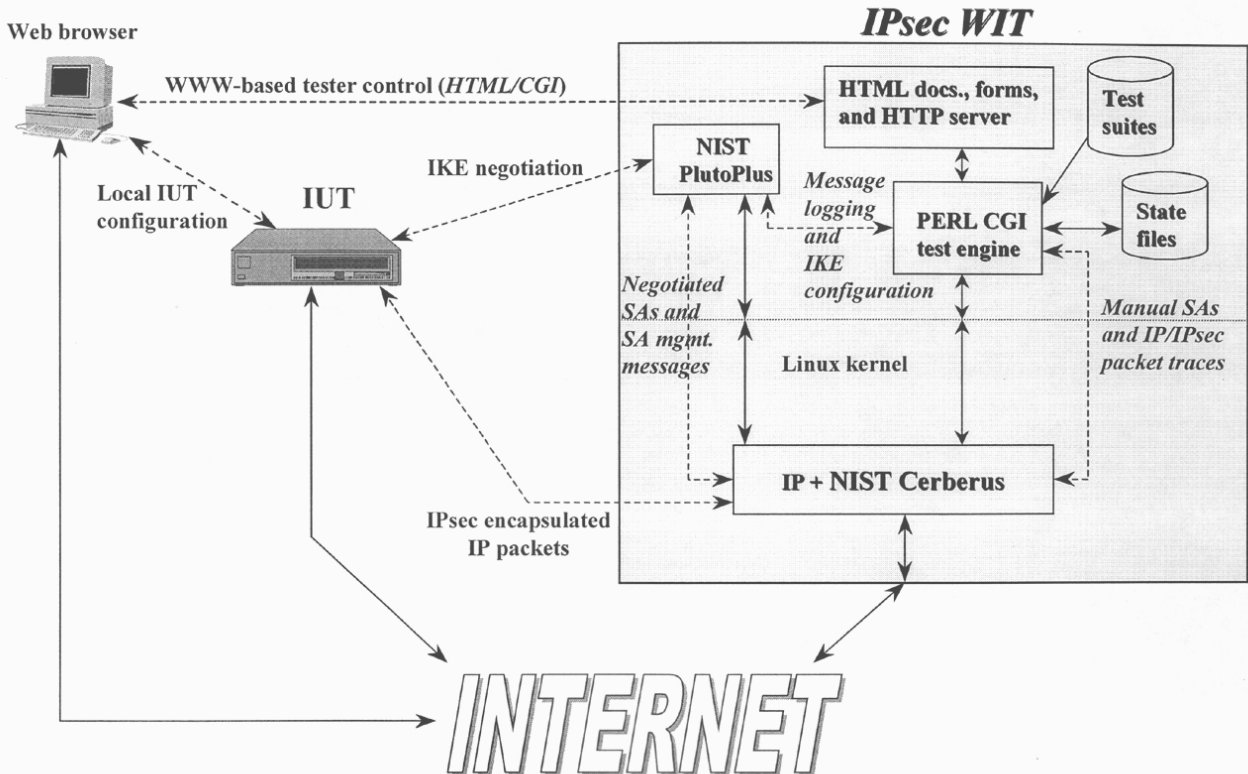 IPsec WIT
Web browser
WWW-based tester control (HTML/CGI)
HTML docs., forms,
and HTTP server
Test
suites
NIST
PlutoPlus
IKE negotiation
Message
logging
and
IKE
configuration
PERL CGI
test engine
State
files
Local IUT
configuration
IUT
Negotiated
SAs and
SA mgmt.
messages
Manual SAs
and IP/IPsec
packet traces
Linux kernel
IP + NIST Cerberus
IPsec encapsulated
IP packets
INTERNET